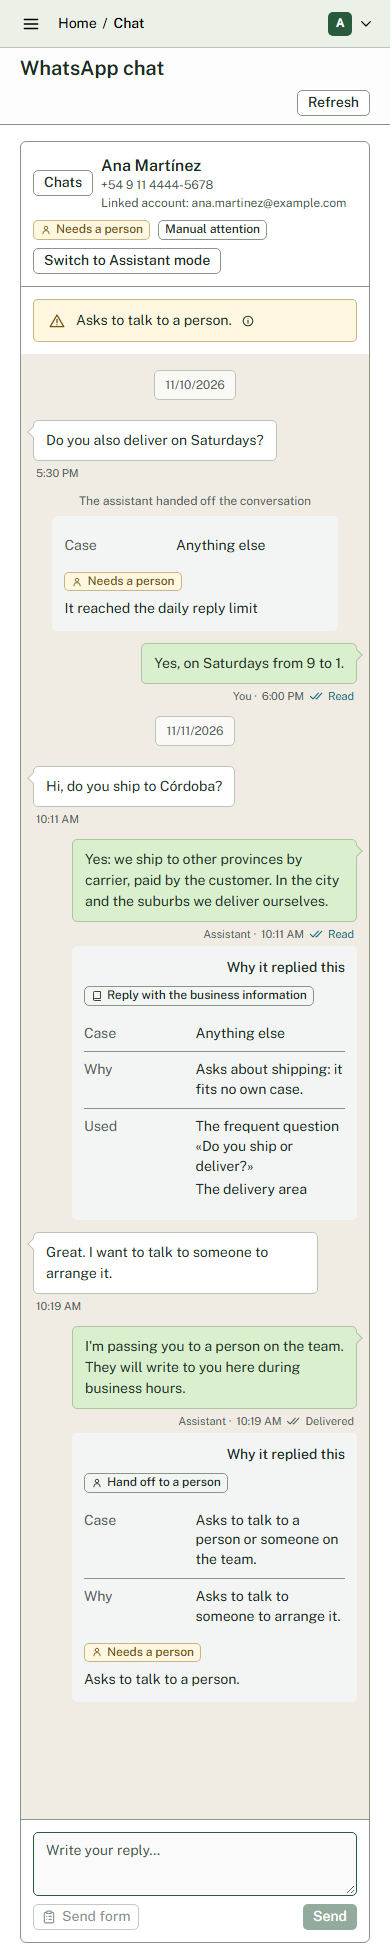 Home / Chat
A
WhatsApp chat
Refresh
Chats
Ana Martínez
+54 9 11 4444-5678
Linked account: ana.martinez@example.com
Needs a person
Manual attention
Switch to Assistant mode
Asks to talk to a person.
11/10/2026
Do you also deliver on Saturdays?
5:30 PM
The assistant handed off the conversation
Case Anything else
Needs a person
It reached the daily reply limit
Yes, on Saturdays from 9 to 1.
You · 6:00 PM Read
11/11/2026
Hi, do you ship to Córdoba?
10:11 AM
Yes: we ship to other provinces by
carrier, paid by the customer. In the city
and the suburbs we deliver ourselves.
Assistant · 10:11 AM Read
Why it replied this
Reply with the business information
Case Anything else
Why Asks about shipping: it
fits no own case.
Used The frequent question
«Do you ship or
deliver?»
The delivery area
Great. I want to talk to someone to
arrange it.
10:19 AM
I'm passing you to a person on the team.
They will write to you here during
business hours.
Assistant · 10:19 AM Delivered
Why it replied this
Hand off to a person
Case Asks to talk to a
person or someone on
the team.
Why Asks to talk to
someone to arrange it.
Needs a person
Asks to talk to a person.
Write your reply...
Send form
Send